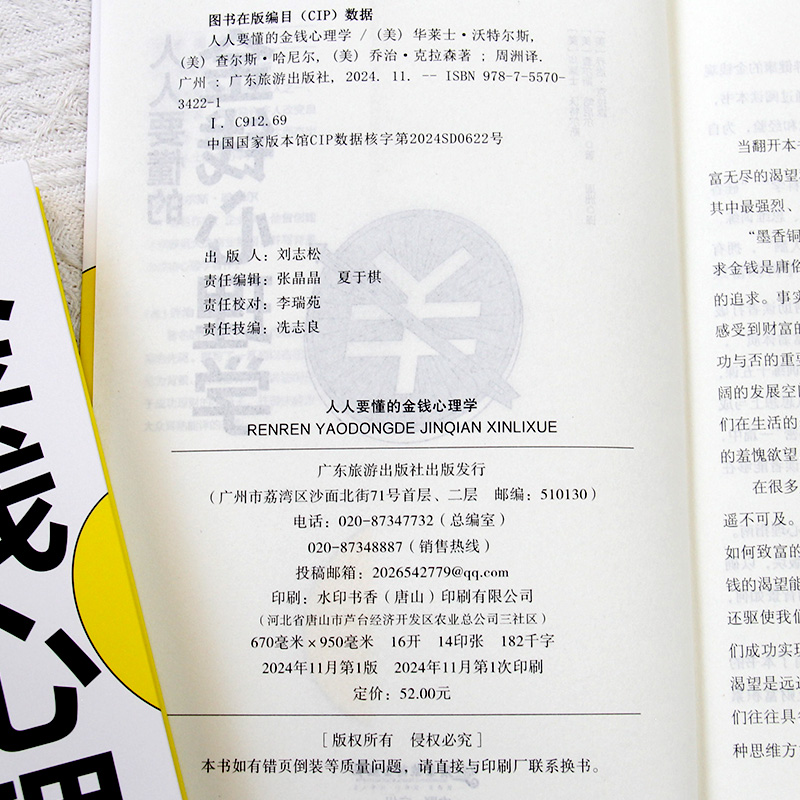 图书在版编目（CIP）数据
人人要懂的金钱心理学 /（美）华莱士·沃特尔斯，
（美）查尔斯·哈尼尔，（美）乔治·克拉森著 ；周洲译.
广州 ：广东旅游出版社，2024. 11. -- ISBN 978-7-5570-
3422-1
Ⅰ. C912.69
中国国家版本馆CIP数据核字第2024SD0622号
出 版 人：刘志松
责任编辑：张晶晶　夏于棋
责任校对：李瑞苑
责任技编：冼志良
人人要懂的金钱心理学
RENREN YAODONGDE JINQIAN XINLIXUE
广东旅游出版社出版发行
（广州市荔湾区沙面北街71号首层、二层　邮编：510130）
电话：020-87347732（总编室）
020-87348887（销售热线）
投稿邮箱：2026542779@qq.com
印刷：水印书香（唐山）印刷有限公司
（河北省唐山市芦台经济开发区农业总公司三社区）
670毫米×950毫米　16开　14印张　182千字
2024年11月第1版　2024年11月第1次印刷
定价：52.00元
［版权所有　侵权必究］
本书如有错页倒装等质量问题，请直接与印刷厂联系换书。
当翻开本
富无尽的渴望
其中最强烈、
“墨香铜
求金钱是庸俗
的追求。事实
感受到财富的
功与否的重要
阔的发展空间
们在生活的
的羞愧欲望
在很多
遥不可及。
如何致富的
钱的渴望能
还驱使我们
们成功实现
渴望是远远
们往往具备
种思维方
钱心理